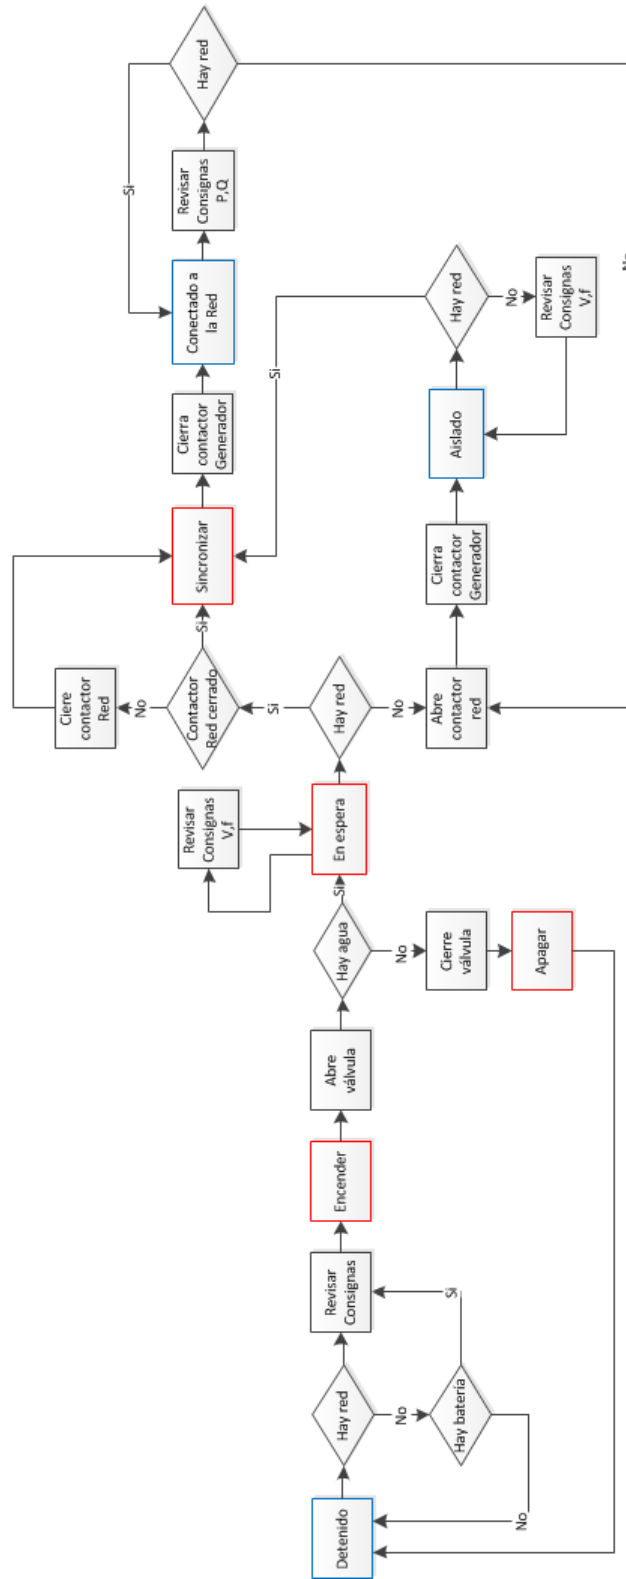 Detenido
Hay red
No
Hay batería
No
Si
Revisar
Consignas
Encender
Abre
válvula
Hay agua
No
Cierre
válvula
Apagar
Si
En espera
Revisar
Consignas
V,f
Hay red
Si
Contactor
Red cerrado
No
Ciere
contactor
Red
Si
Sincronizar
Cierra
contactor
Generador
Conectado a
la Red
Revisar
Consignas
P,Q
Hay red
Si
No
Abre
contactor
red
Cierra
contactor
Generador
Aislado
Hay red
Si
No
Revisar
Consignas
V,f